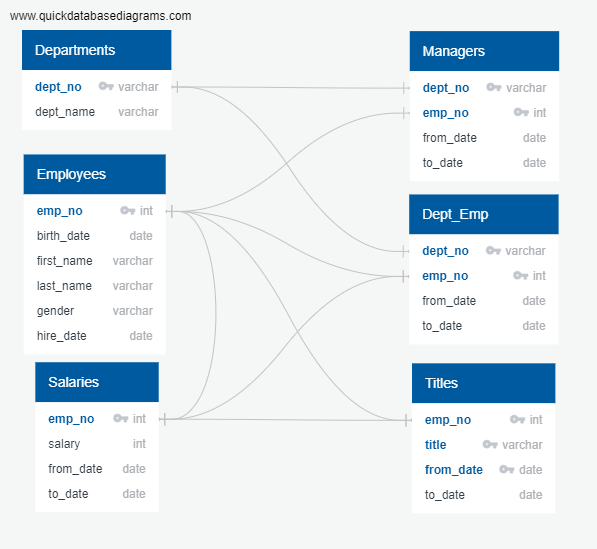 www.quickdatabasediagrams.com
Departments
dept_no varchar
dept_name varchar
Employees
emp_no int
birth_date date
first_name varchar
last_name varchar
gender varchar
hire_date date
Salaries
emp_no int
salary int
from_date date
to_date date
Managers
dept_no varchar
emp_no int
from_date date
to_date date
Dept_Emp
dept_no varchar
emp_no int
from_date date
to_date date
Titles
emp_no int
title varchar
from_date date
to_date date